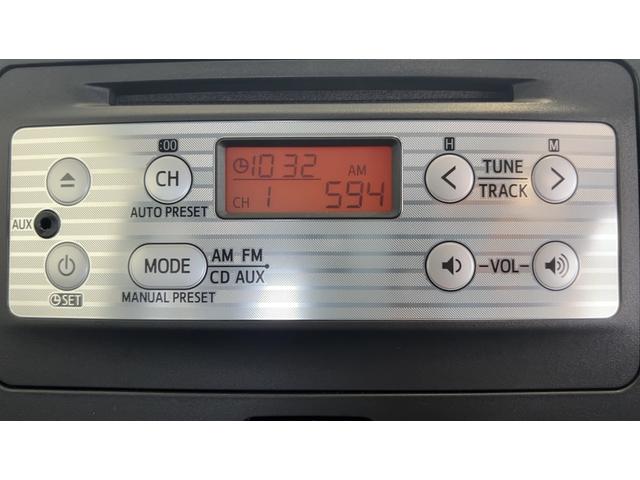 :00
H
M
10 32
AM
CH 1 594
CH
AUTO PRESET
TUNE
TRACK
AUX
MODE
AM FM
CD AUX
MANUAL PRESET
SET
-VOL-